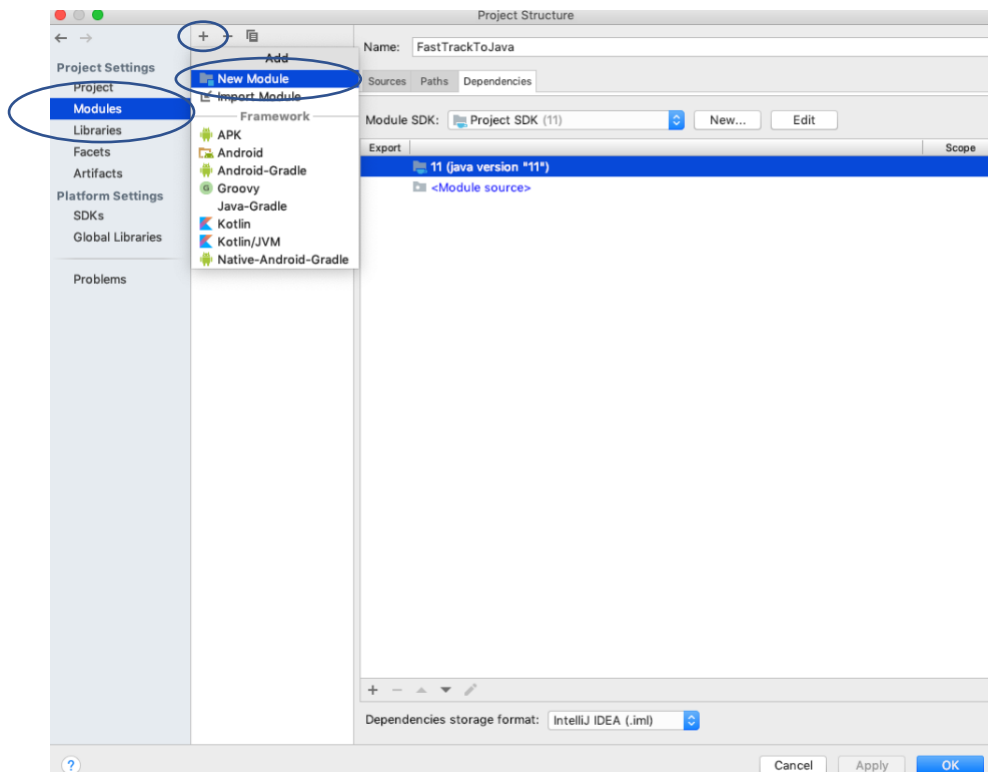 Project Structure
Project Settings
Project
Modules
Libraries
Facets
Artifacts
Platform Settings
SDKs
Global Libraries
Problems
Add
New Module
Import Module
Framework
APK
Android
Android-Gradle
Groovy
Java-Gradle
Kotlin
Kotlin/JVM
Native-Android-Gradle
Name: FastTrackToJava
Sources Paths Dependencies
Module SDK: Project SDK (11) New... Edit
Export Scope
11 (java version "11")
<Module source>
Dependencies storage format: IntelliJ IDEA (.iml)
? Cancel Apply OK